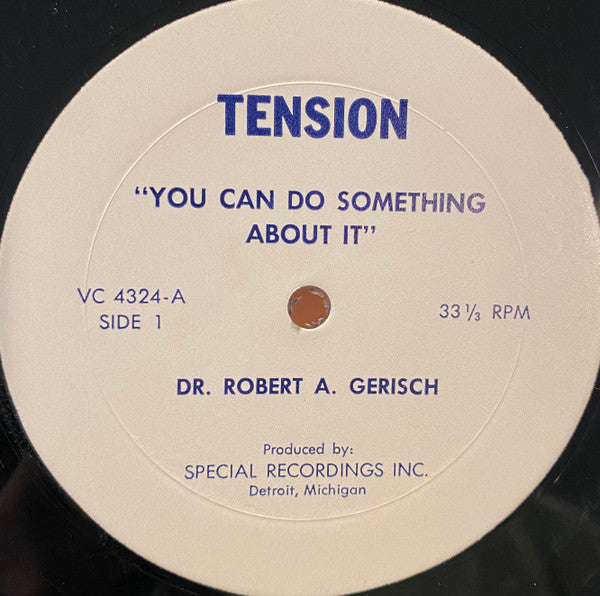 TENSION
"YOU CAN DO SOMETHING
ABOUT IT"
VC 4324-A
SIDE 1
33 ⅓ RPM
DR. ROBERT A. GERISCH
Produced by:
SPECIAL RECORDINGS INC.
Detroit, Michigan